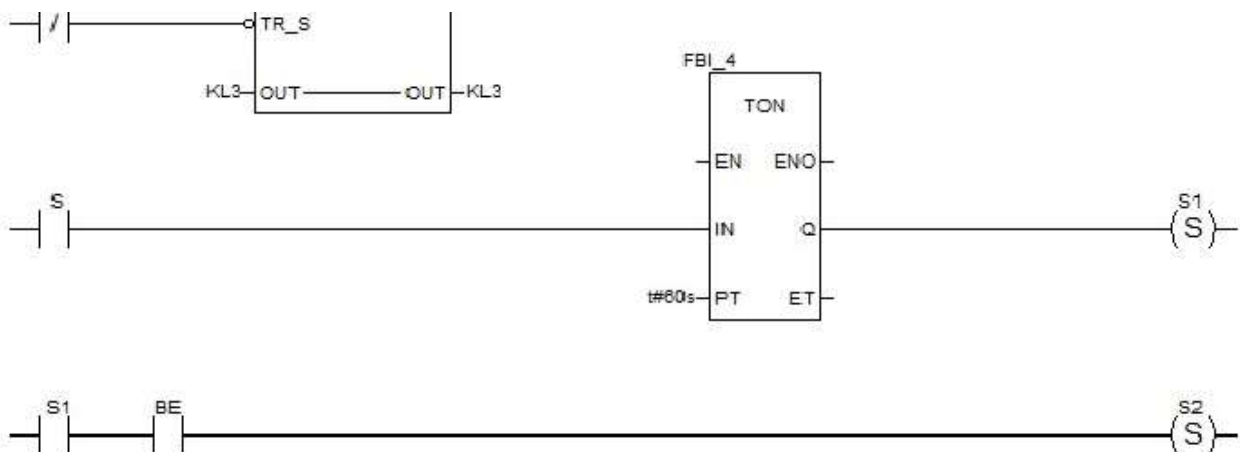 TR_S
KL3 OUT OUT KL3
FBI_4
TON
EN ENO
S S1
IN Q (S)
t#60s PT ET
S1 BE S2
(S)